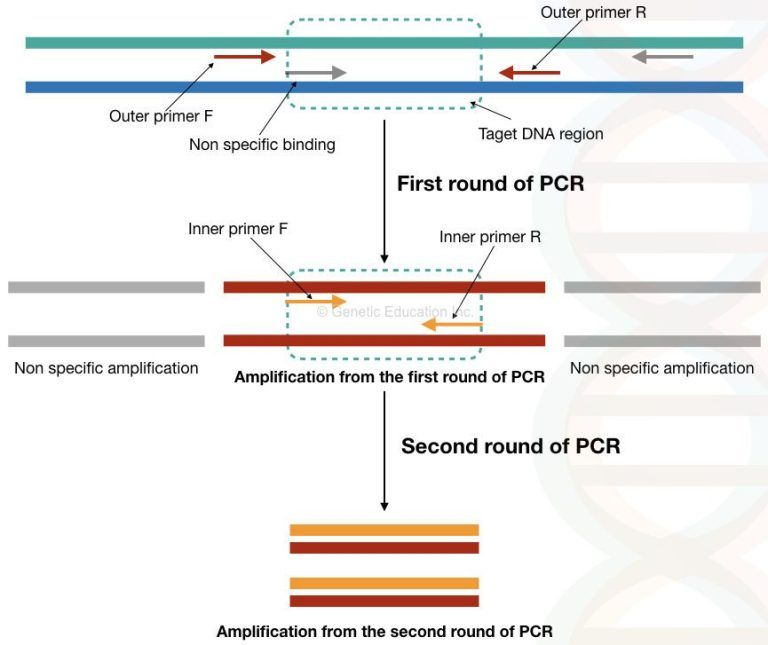 Outer primer R
Outer primer F
Non specific binding
Taget DNA region
First round of PCR
Inner primer F
Inner primer R
© Genetic Education Inc.
Non specific amplification
Non specific amplification
Amplification from the first round of PCR
Second round of PCR
Amplification from the second round of PCR